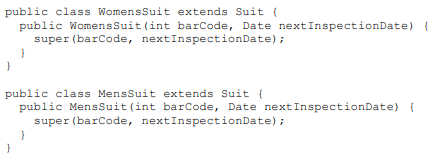 public class WomensSuit extends Suit {
  public WomensSuit(int barCode, Date nextInspectionDate) {
    super(barCode, nextInspectionDate);
  }
}

public class MensSuit extends Suit {
  public MensSuit(int barCode, Date nextInspectionDate) {
    super(barCode, nextInspectionDate);
  }
}